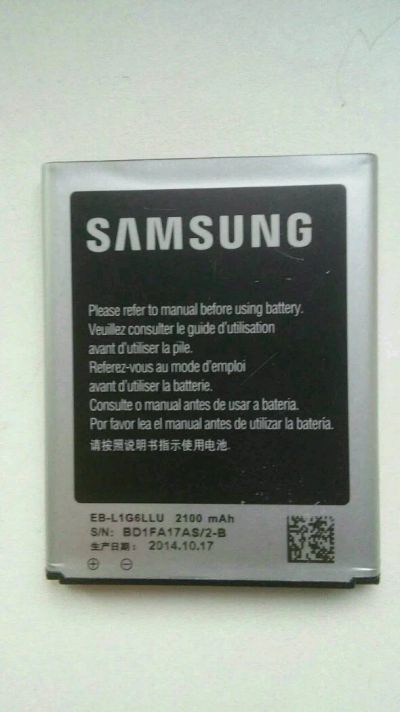 SAMSUNG
Please refer to manual before using battery.
Veuillez consulter le guide d'utilisation
avant d'utiliser la pile.
Referez-vous au mode d'emploi
avant d'utiliser la batterie.
Consulte o manual antes de usar a bateria.
Por favor lea el manual antes de utilizar la batería.
请按照说明书指示使用电池.
EB-L1G6LLU 2100 mAh
S/N: BD1FA17AS/2-B
生产日期: 2014.10.17
⊕ ⊖